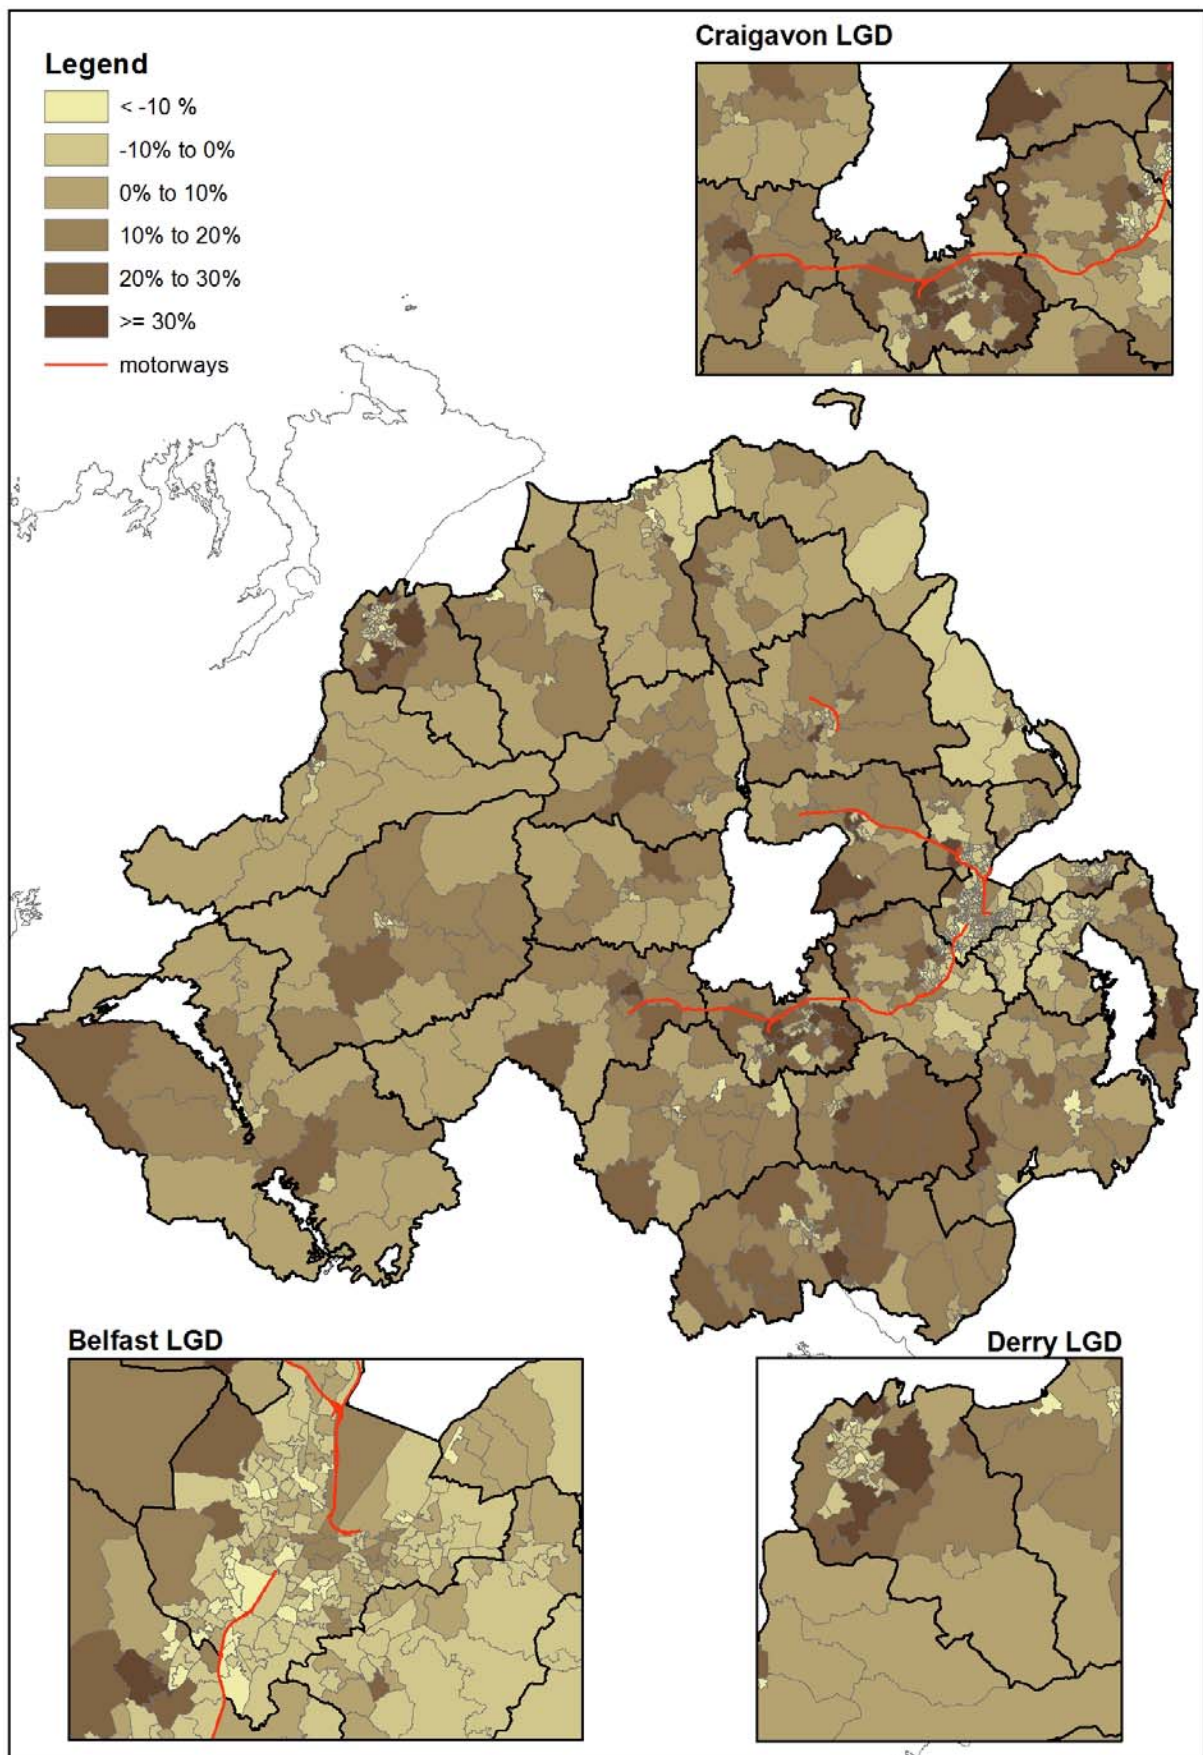 Craigavon LGD
Legend
< -10 %
-10% to 0%
0% to 10%
10% to 20%
20% to 30%
>= 30%
motorways
Belfast LGD
Derry LGD